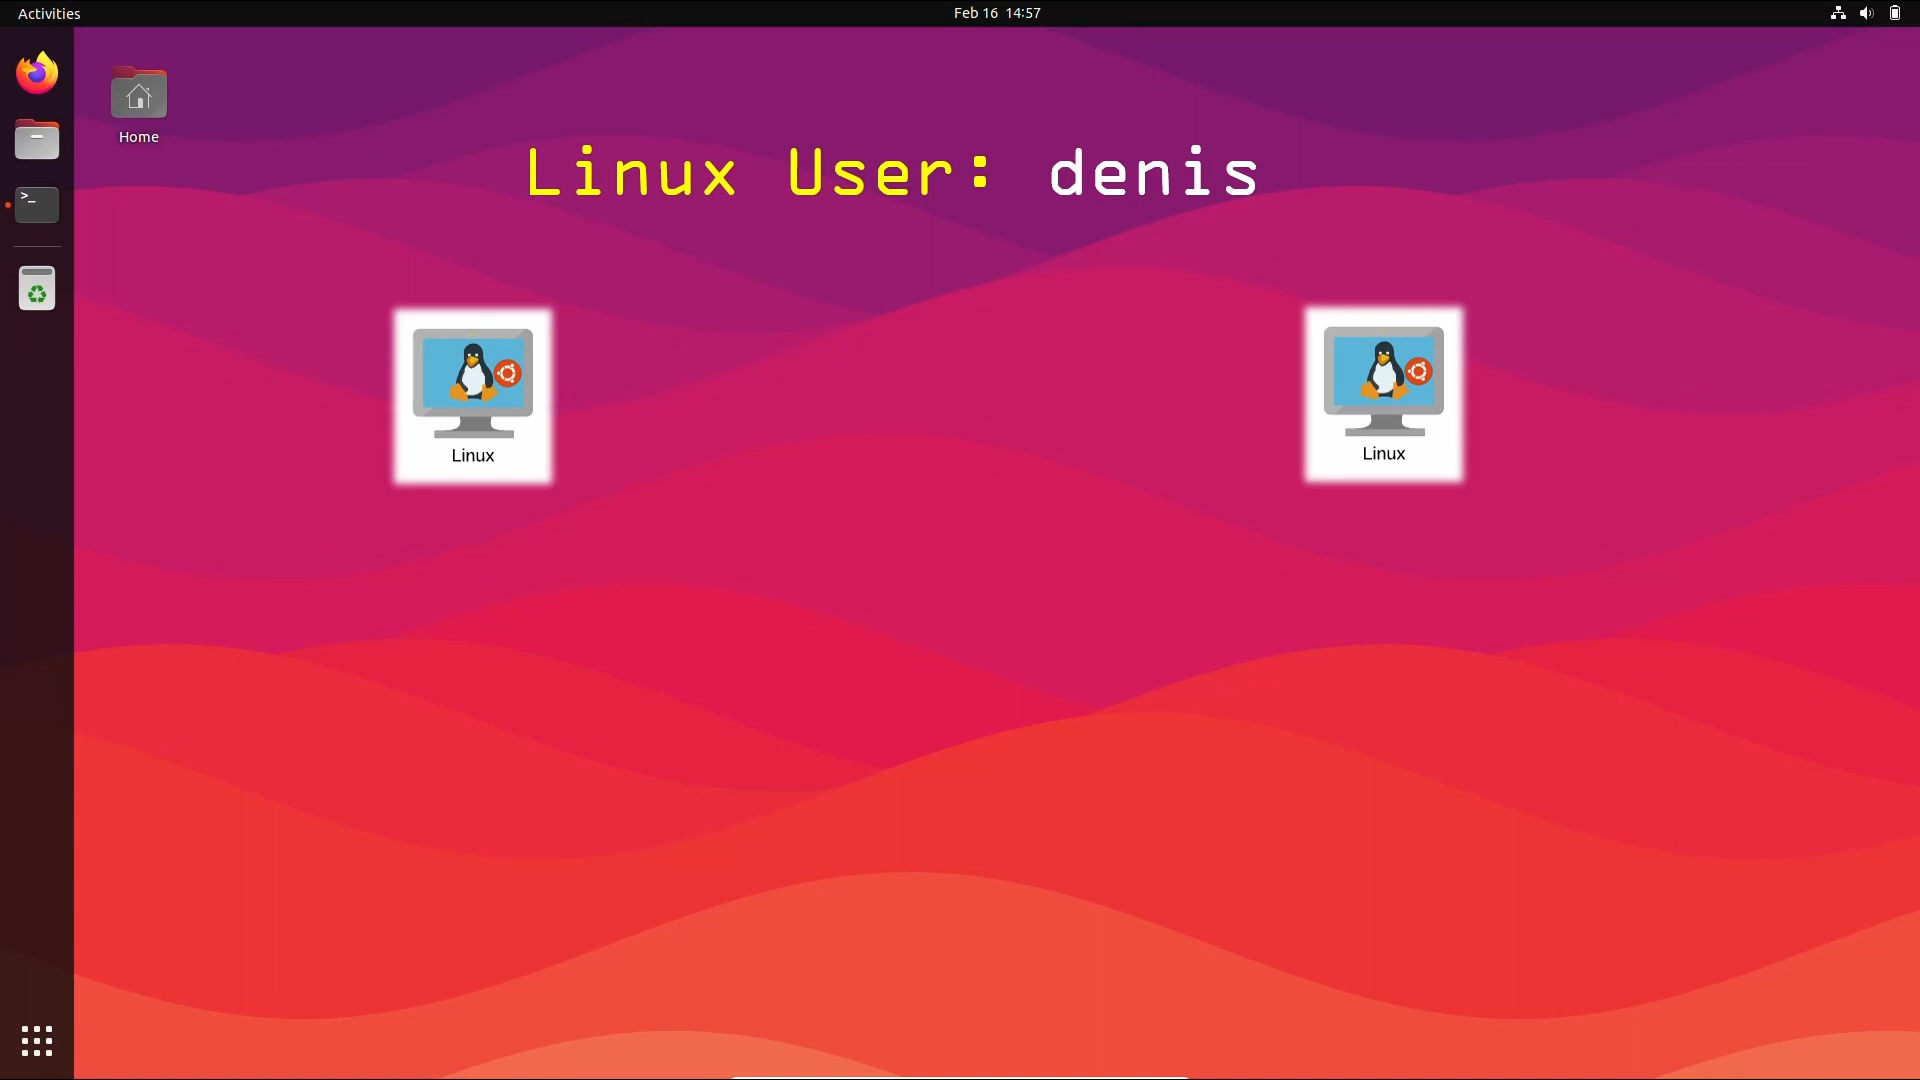 Activities
Feb 16 14:57
Home
Linux User: denis
Linux
Linux